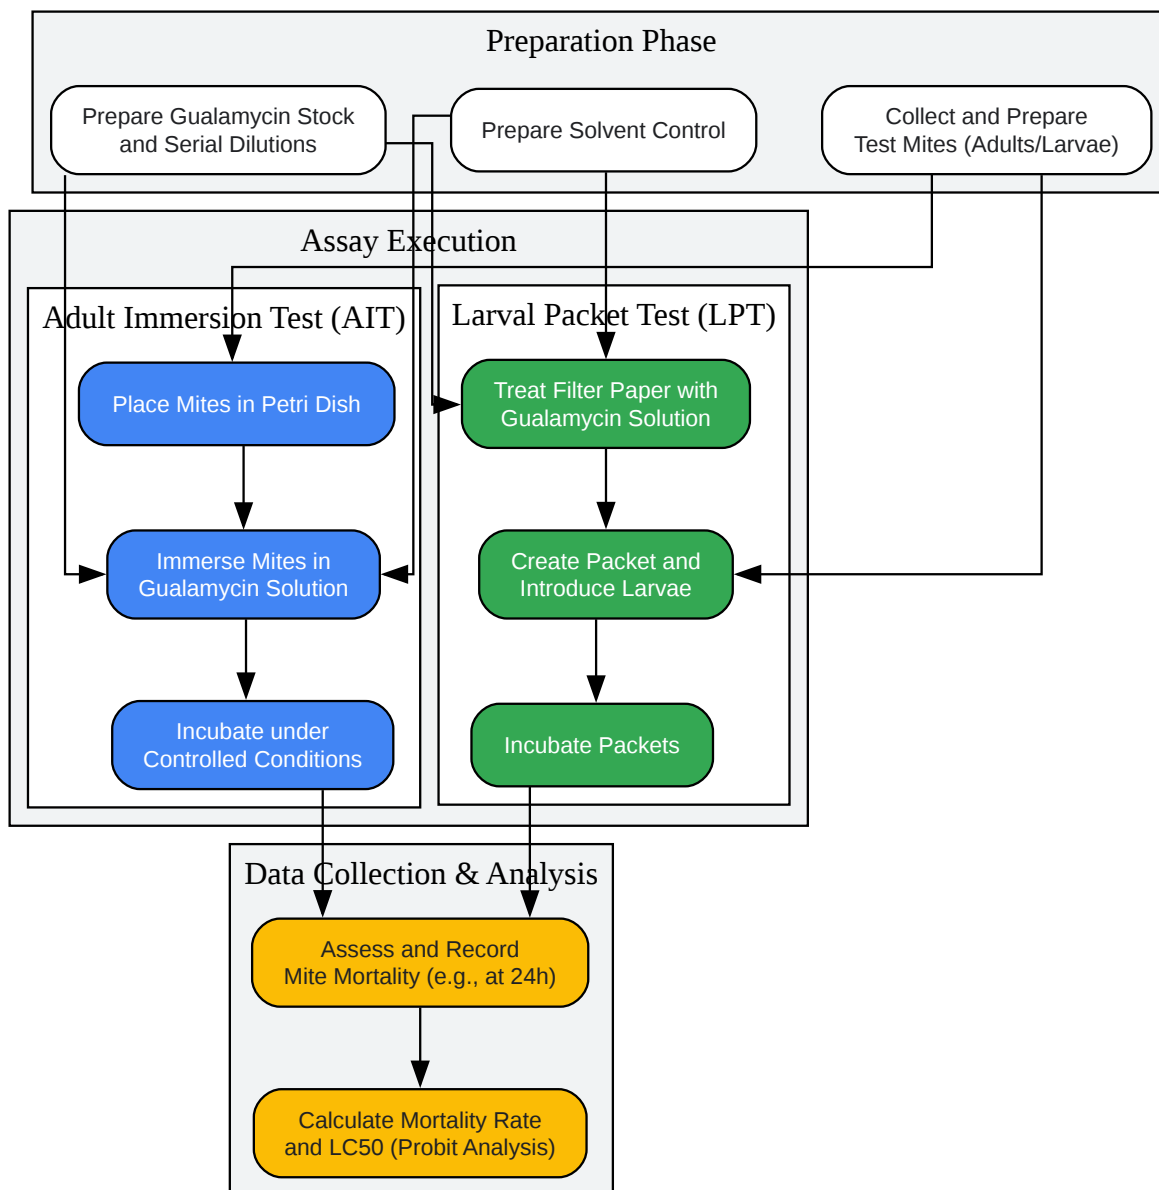 Preparation Phase
Prepare Gualamycin Stock
and Serial Dilutions
Prepare Solvent Control
Collect and Prepare
Test Mites (Adults/Larvae)
Assay Execution
Adult Immersion Test (AIT)
Place Mites in Petri Dish
Immerse Mites in
Gualamycin Solution
Incubate under
Controlled Conditions
Larval Packet Test (LPT)
Treat Filter Paper with
Gualamycin Solution
Create Packet and
Introduce Larvae
Incubate Packets
Data Collection & Analysis
Assess and Record
Mite Mortality (e.g., at 24h)
Calculate Mortality Rate
and LC50 (Probit Analysis)